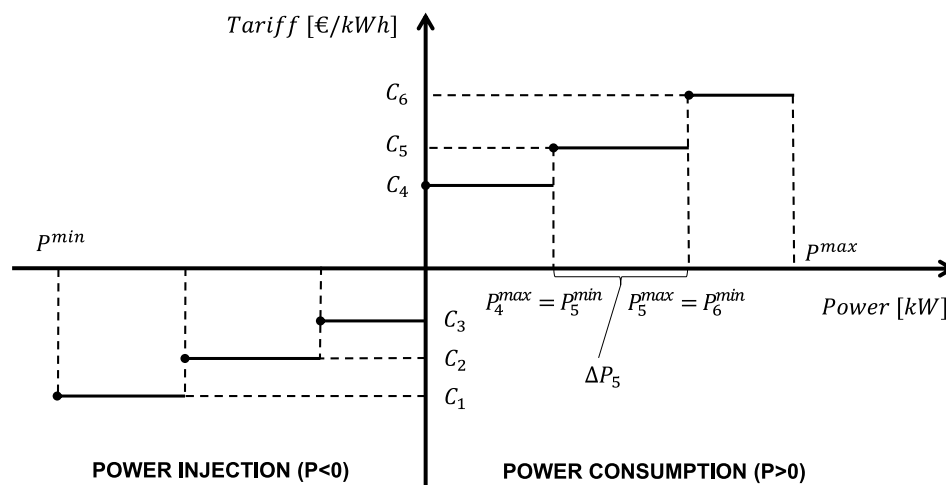 Tariff [€/kWh]
C₆
C₅
C₄
P^{min}
P^{max}
P₄^{max} = P₅^{min}
P₅^{max} = P₆^{min}
Power [kW]
C₃
C₂
ΔP₅
C₁
POWER INJECTION (P<0)
POWER CONSUMPTION (P>0)